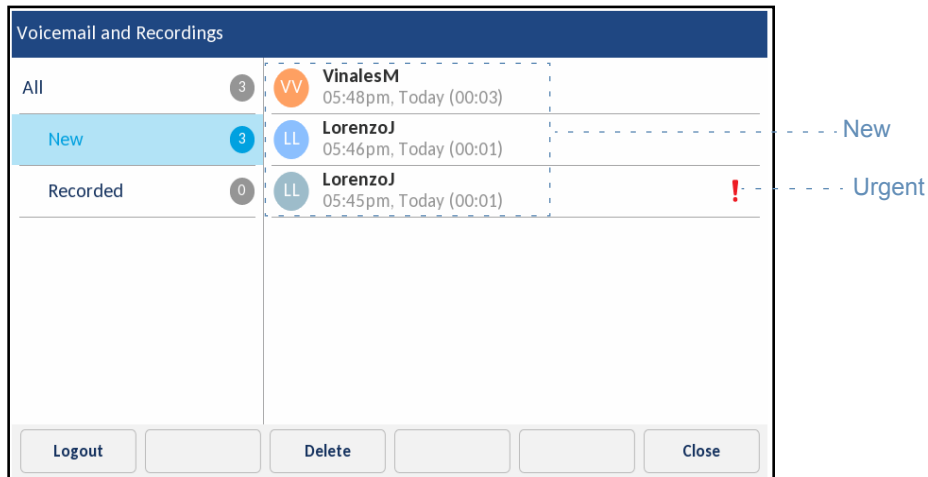 Voicemail and Recordings
All 3
New 3
Recorded 0
VV VinalesM
05:48pm, Today (00:03)
LL LorenzoJ
05:46pm, Today (00:01)
LL LorenzoJ
05:45pm, Today (00:01)
!
New
Urgent
Logout Delete Close